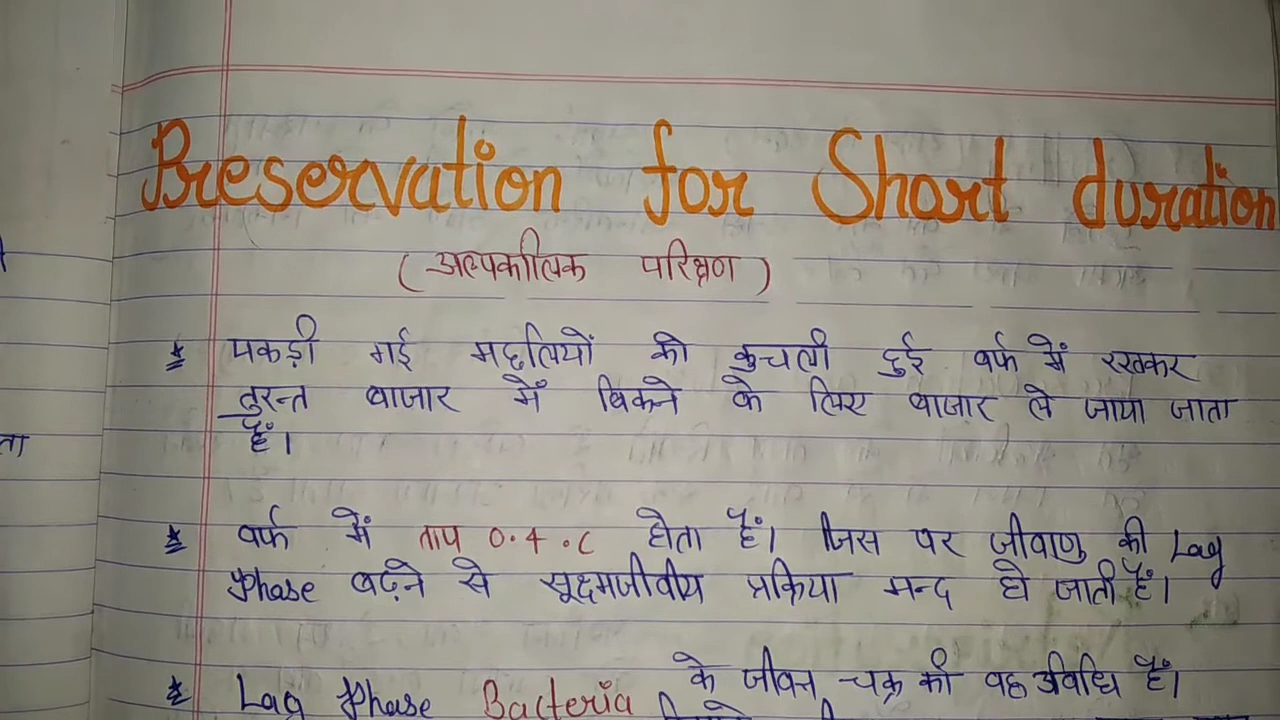 Preservation for Short duration
(अल्पकालिक परिक्षण)
* पकड़ी गई मछलियों को कुचली हुई बर्फ में रखकर
तुरन्त बाजार में बिकने के लिए बाजार ले जाया जाता
हैं।
* बर्फ में ताप 0.4.C होता हैं। जिस पर जीवाणु की Lag
Phase बढ़ने से सूक्ष्मजीवीय प्रक्रिया मन्द हो जाती हैं।
* Lag Phase Bacteria के जीवन चक्र की वह अवधि हैं।
ता